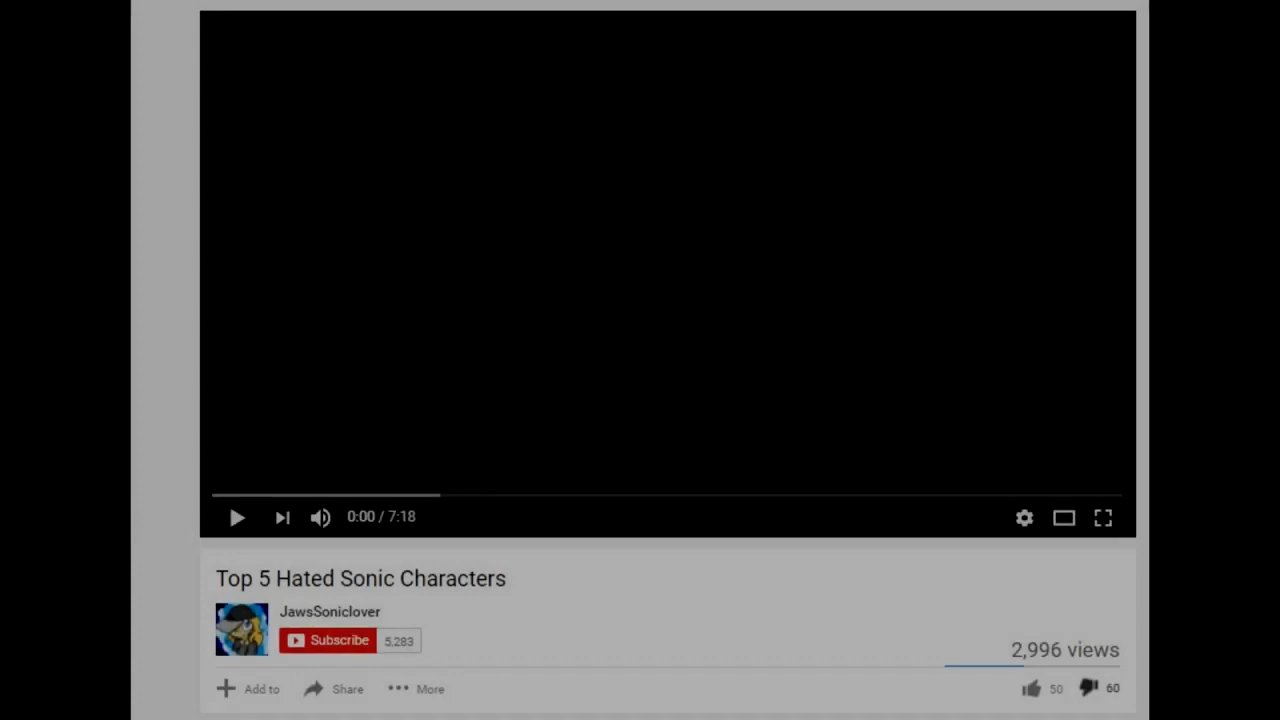 0:00 / 7:18
Top 5 Hated Sonic Characters
JawsSoniclover
Subscribe 5,283
2,996 views
Add to Share More 50 60